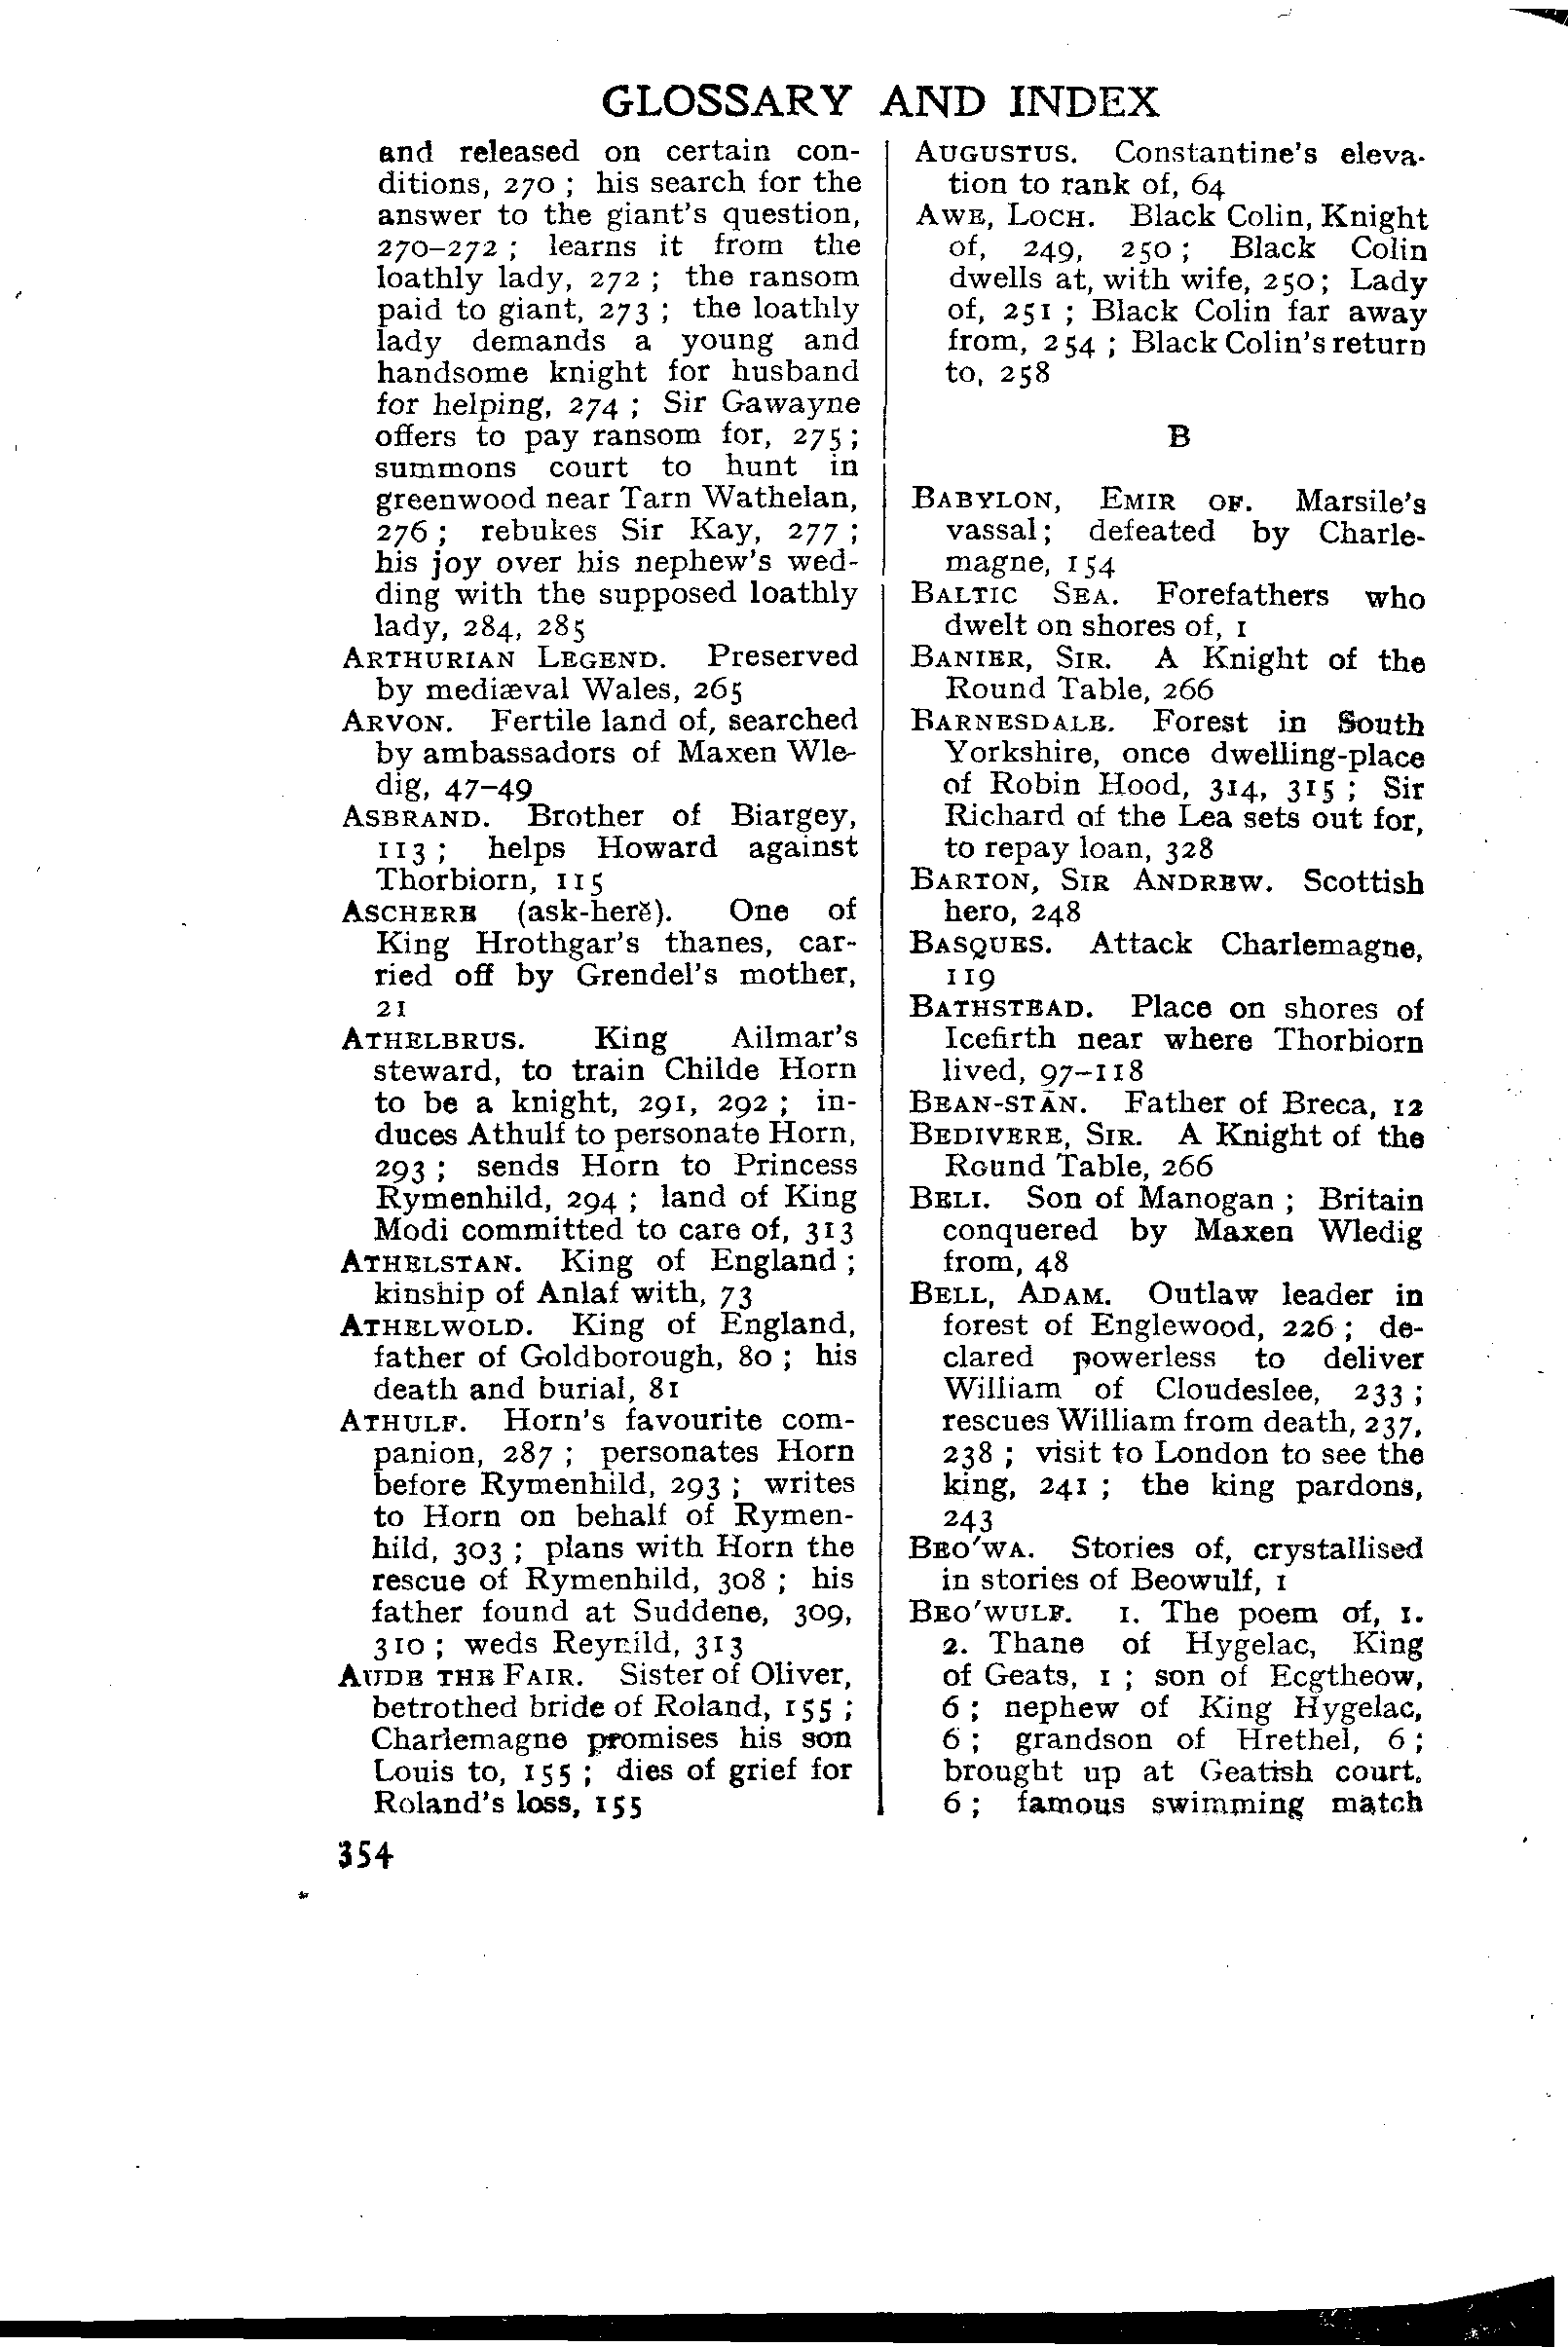 GLOSSARY AND INDEX
and released on certain con-
ditions, 270 ; his search for the
answer to the giant's question,
270–272 ; learns it from the
loathly lady, 272 ; the ransom
paid to giant, 273 ; the loathly
lady demands a young and
handsome knight for husband
for helping, 274 ; Sir Gawayne
offers to pay ransom for, 275 ;
summons court to hunt in
greenwood near Tarn Wathelan,
276 ; rebukes Sir Kay, 277 ;
his joy over his nephew's wed-
ding with the supposed loathly
lady, 284, 285
ARTHURIAN LEGEND. Preserved
by mediæval Wales, 265
ARVON. Fertile land of, searched
by ambassadors of Maxen Wle-
dig, 47–49
ASBRAND. Brother of Biargey,
113 ; helps Howard against
Thorbiorn, 115
ASCHERE (ask-herĕ). One of
King Hrothgar's thanes, car-
ried off by Grendel's mother,
21
ATHELBRUS. King Ailmar's
steward, to train Childe Horn
to be a knight, 291, 292 ; in-
duces Athulf to personate Horn,
293 ; sends Horn to Princess
Rymenhild, 294 ; land of King
Modi committed to care of, 313
ATHELSTAN. King of England ;
kinship of Anlaf with, 73
ATHELWOLD. King of England,
father of Goldborough, 80 ; his
death and burial, 81
ATHULF. Horn's favourite com-
panion, 287 ; personates Horn
before Rymenhild, 293 ; writes
to Horn on behalf of Rymen-
hild, 303 ; plans with Horn the
rescue of Rymenhild, 308 ; his
father found at Suddene, 309,
310 ; weds Reynild, 313
AUDE THE FAIR. Sister of Oliver,
betrothed bride of Roland, 155 ;
Charlemagne promises his son
Louis to, 155 ; dies of grief for
Roland's loss, 155
AUGUSTUS. Constantine's eleva-
tion to rank of, 64
AWE, LOCH. Black Colin, Knight
of, 249, 250 ; Black Colin
dwells at, with wife, 250 ; Lady
of, 251 ; Black Colin far away
from, 254 ; Black Colin's return
to, 258
B
BABYLON, EMIR OF. Marsile's
vassal ; defeated by Charle-
magne, 154
BALTIC SEA. Forefathers who
dwelt on shores of, 1
BANIER, SIR. A Knight of the
Round Table, 266
BARNESDALE. Forest in South
Yorkshire, once dwelling-place
of Robin Hood, 314, 315 ; Sir
Richard of the Lea sets out for,
to repay loan, 328
BARTON, SIR ANDREW. Scottish
hero, 248
BASQUES. Attack Charlemagne,
119
BATHSTEAD. Place on shores of
Icefirth near where Thorbiorn
lived, 97–118
BEAN-STĀN. Father of Breca, 12
BEDIVERE, SIR. A Knight of the
Round Table, 266
BELI. Son of Manogan ; Britain
conquered by Maxen Wledig
from, 48
BELL, ADAM. Outlaw leader in
forest of Englewood, 226 ; de-
clared powerless to deliver
William of Cloudeslee, 233 ;
rescues William from death, 237,
238 ; visit to London to see the
king, 241 ; the king pardons,
243
BEO'WA. Stories of, crystallised
in stories of Beowulf, 1
BEO'WULF. 1. The poem of, 1.
2. Thane of Hygelac, King
of Geats, 1 ; son of Ecgtheow,
6 ; nephew of King Hygelac,
6 ; grandson of Hrethel, 6 ;
brought up at Geatish court,
6 ; famous swimming match
354